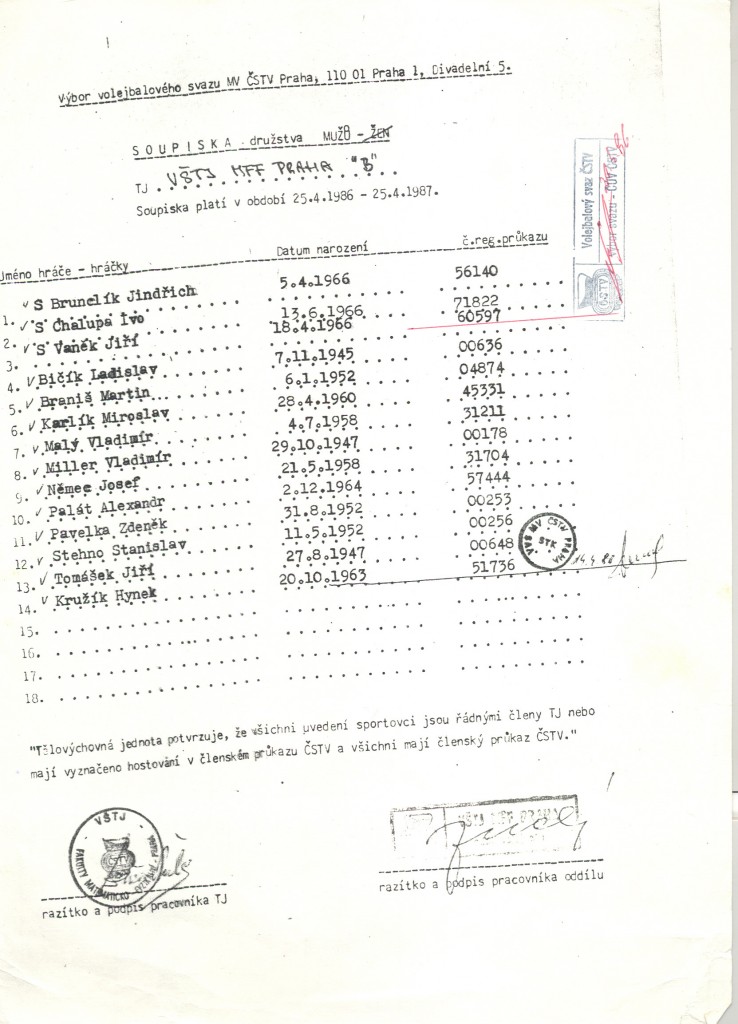 Výbor volejbalového svazu MV ČSTV Praha, 110 01 Praha 1, Divadelní 5.
SOUPISKA družstva MUŽŮ - ŽEN
TJ VŠTJ MFF PRAHA "B"
Soupiska platí v období 25.4.1986 - 25.4.1987.
Volejbalový svaz ČSTV
Jméno hráče - hráčky Datum narození č.reg.průkazu
1. ✓ S Brunclík Jindřich 5.4.1966 56140
2. ✓ S Chalupa Ivo 13.6.1966 71822
3. ✓ S Vaněk Jiří 18.4.1966 60597
4. ✓ Bičík Ladislav 7.11.1945 00636
5. ✓ Braniš Martin 6.1.1952 04874
6. ✓ Karlík Miroslav 28.4.1960 45331
7. ✓ Malý Vladimír 4.7.1958 31211
8. ✓ Miller Vladimír 29.10.1947 00178
9. ✓ Němec Josef 21.5.1958 31704
10. ✓ Palát Alexandr 2.12.1964 57444
11. ✓ Pavelka Zdeněk 31.8.1952 00253
12. ✓ Stehno Stanislav 11.5.1952 00256
13. ✓ Tomášek Jiří 27.8.1947 00648
14. ✓ Kružík Hynek 20.10.1963 51736
15.
16.
17.
18.
MV ČSTV PRAHA
STK
"Tělovýchovná jednota potvrzuje, že všichni uvedení sportovci jsou řádnými členy TJ nebo
mají vyznačeno hostování v členském průkazu ČSTV a všichni mají členský průkaz ČSTV."
VŠTJ
FAKULTY MATEMATICKO
ČSTV
razítko a podpis pracovníka TJ
razítko a podpis pracovníka oddílu